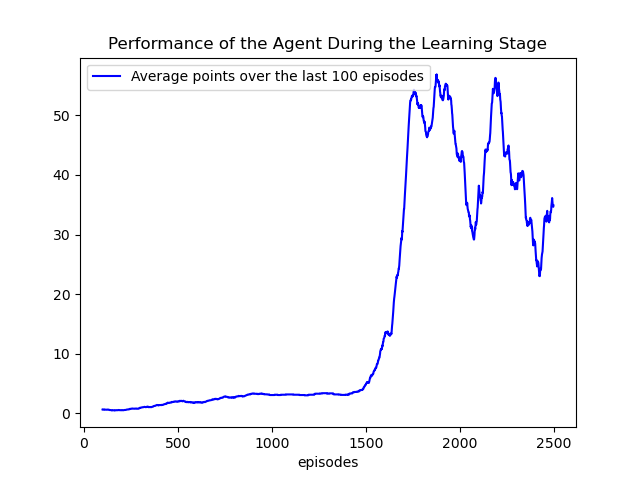 Performance of the Agent During the Learning Stage
Average points over the last 100 episodes
50
40
30
20
10
0
0 500 1000 1500 2000 2500
episodes